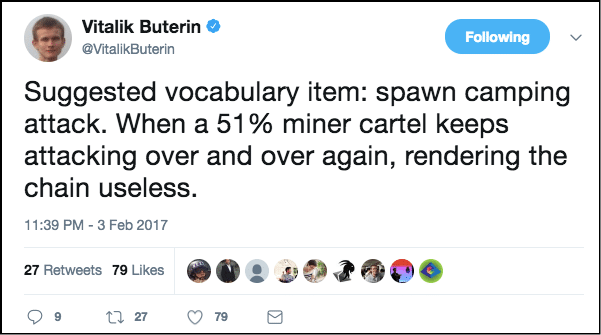 Vitalik Buterin
@VitalikButerin
Following
Suggested vocabulary item: spawn camping
attack. When a 51% miner cartel keeps
attacking over and over again, rendering the
chain useless.
11:39 PM - 3 Feb 2017
27 Retweets 79 Likes
9 27 79